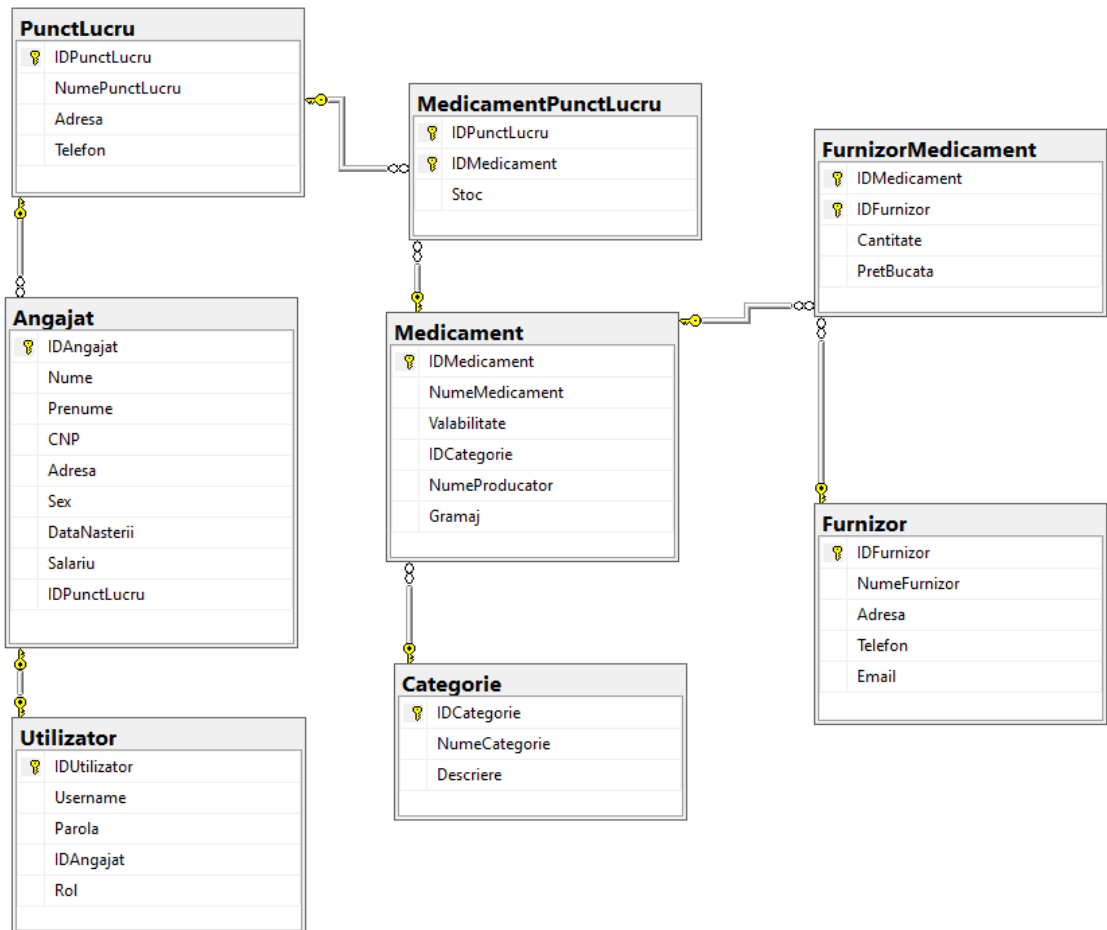 PunctLucru
IDPunctLucru
NumePunctLucru
Adresa
Telefon
MedicamentPunctLucru
IDPunctLucru
IDMedicament
Stoc
FurnizorMedicament
IDMedicament
IDFurnizor
Cantitate
PretBucata
Angajat
IDAngajat
Nume
Prenume
CNP
Adresa
Sex
DataNasterii
Salariu
IDPunctLucru
Medicament
IDMedicament
NumeMedicament
Valabilitate
IDCategorie
NumeProducator
Gramaj
Furnizor
IDFurnizor
NumeFurnizor
Adresa
Telefon
Email
Categorie
IDCategorie
NumeCategorie
Descriere
Utilizator
IDUtilizator
Username
Parola
IDAngajat
Rol